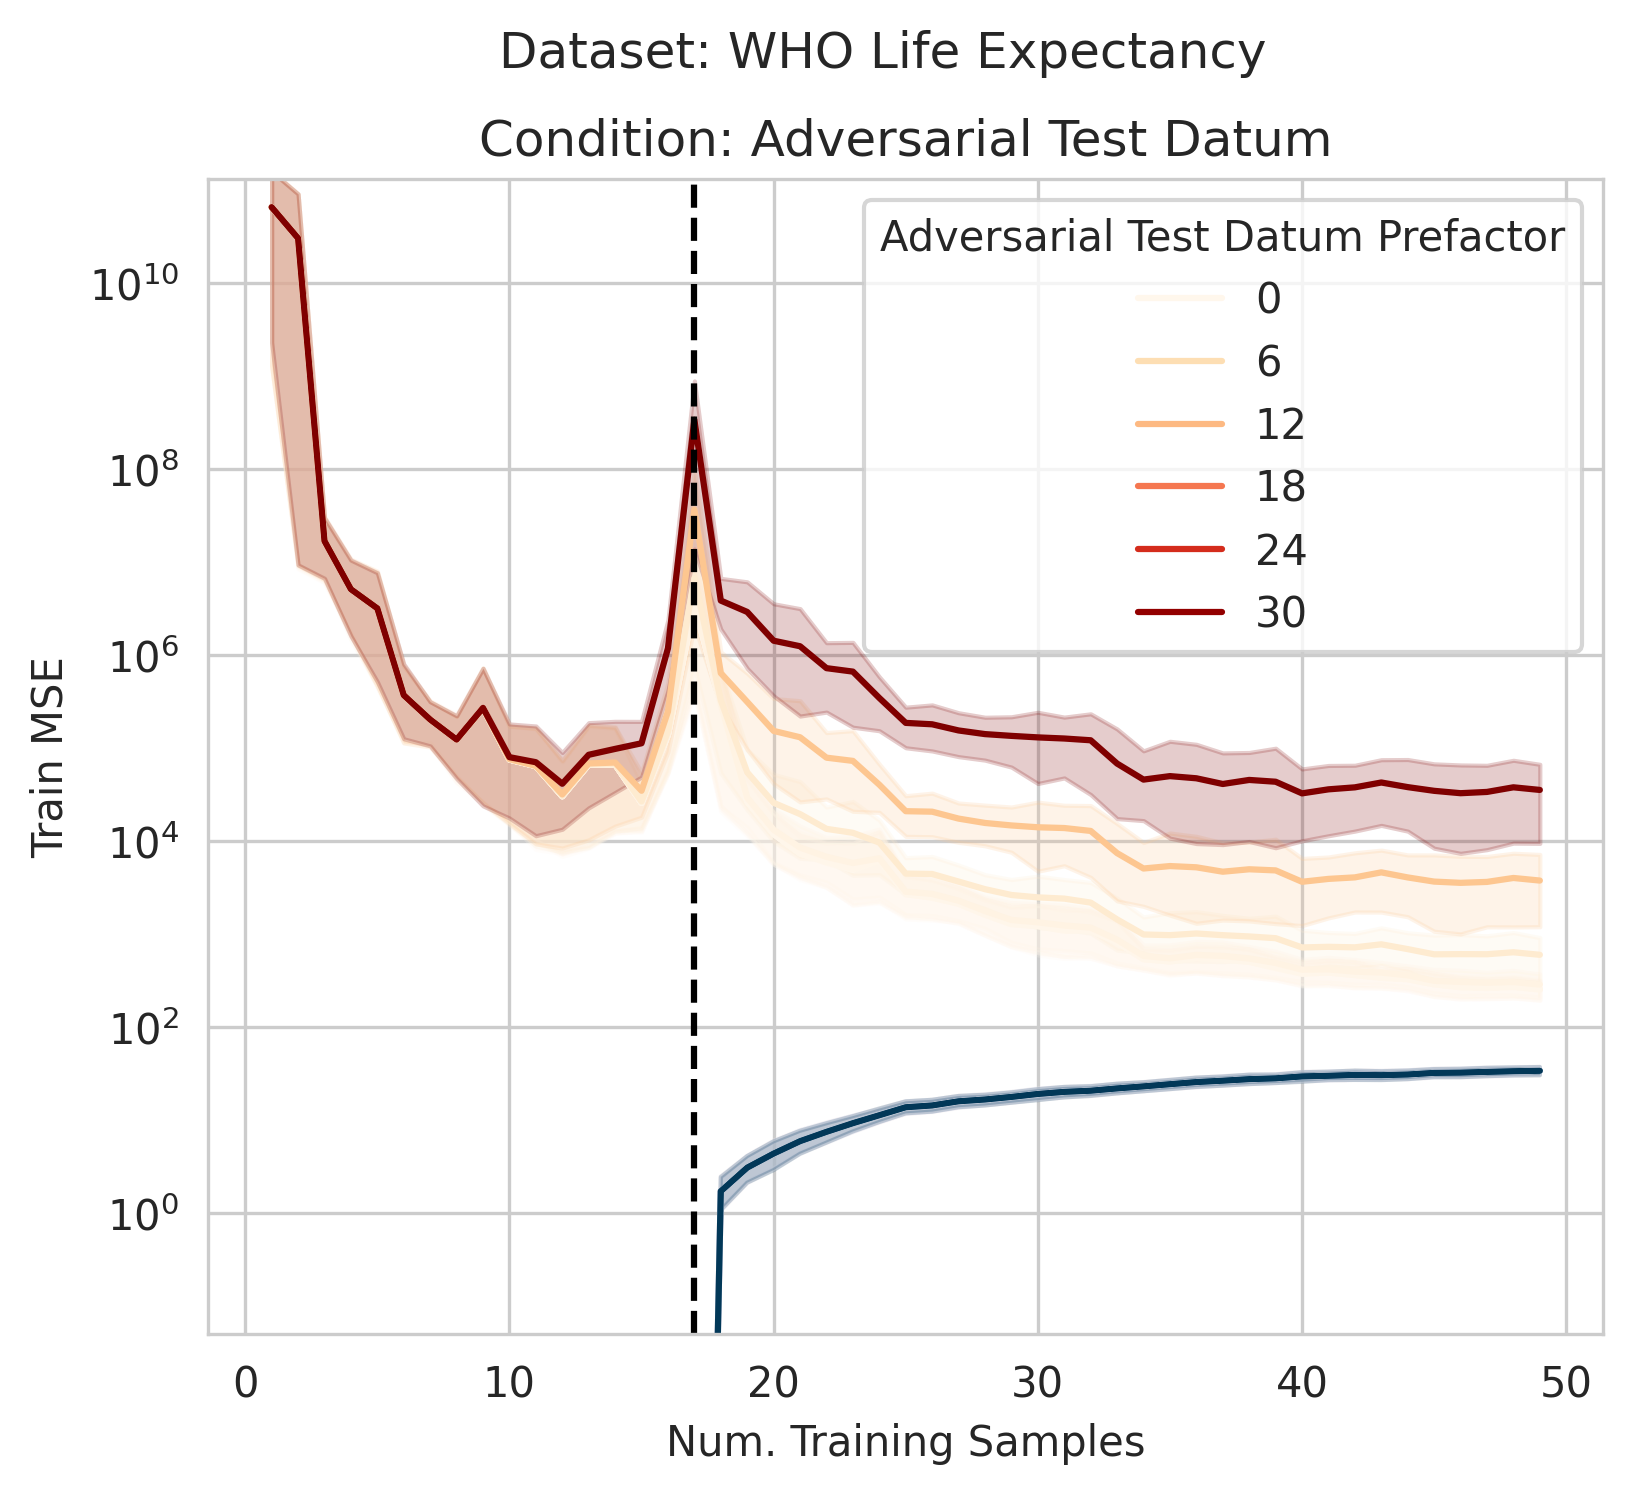 Dataset: WHO Life Expectancy
Condition: Adversarial Test Datum
Adversarial Test Datum Prefactor
0
6
12
18
24
30
Train MSE
10^10
10^8
10^6
10^4
10^2
10^0
0 10 20 30 40 50
Num. Training Samples